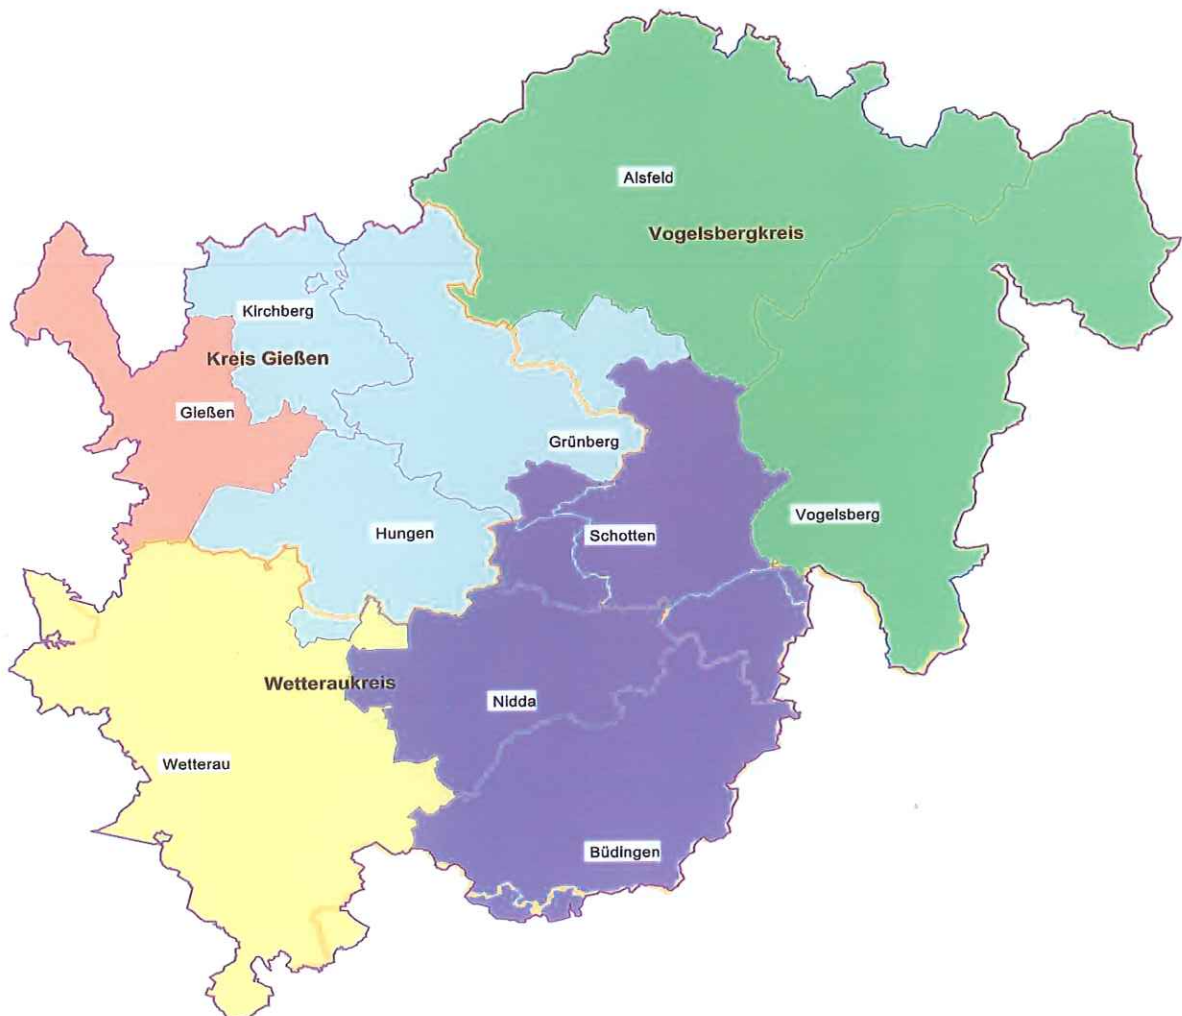 Alsfeld
Vogelsbergkreis
Kirchberg
Kreis Gießen
Gießen
Grünberg
Vogelsberg
Hungen
Schotten
Wetteraukreis
Nidda
Wetterau
Büdingen